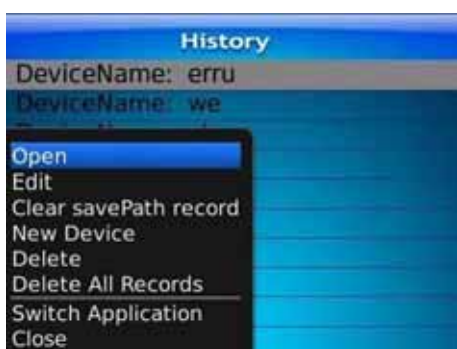 History
DeviceName: erru
DeviceName: we
Open
Edit
Clear savePath record
New Device
Delete
Delete All Records
Switch Application
Close